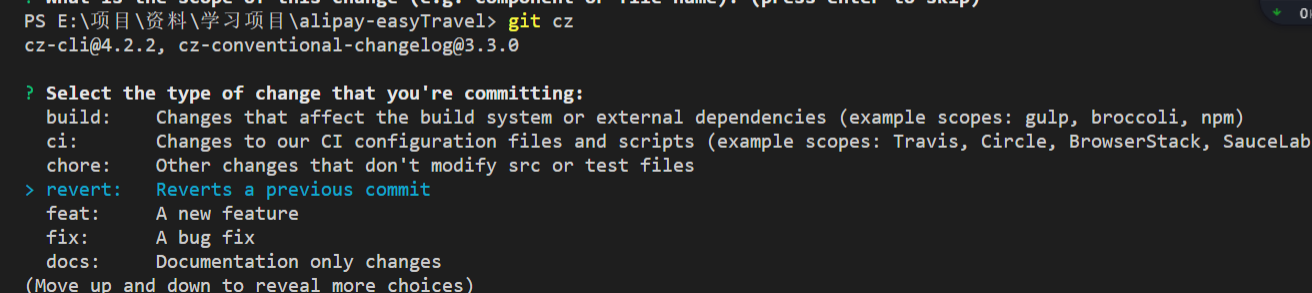 ? What is the scope of this change (e.g. component or file name): (press enter to skip)
PS E:\项目\资料\学习项目\alipay-easyTravel> git cz
cz-cli@4.2.2, cz-conventional-changelog@3.3.0
? Select the type of change that you're committing:
build: Changes that affect the build system or external dependencies (example scopes: gulp, broccoli, npm)
ci: Changes to our CI configuration files and scripts (example scopes: Travis, Circle, BrowserStack, SauceLab
chore: Other changes that don't modify src or test files
> revert: Reverts a previous commit
feat: A new feature
fix: A bug fix
docs: Documentation only changes
(Move up and down to reveal more choices)